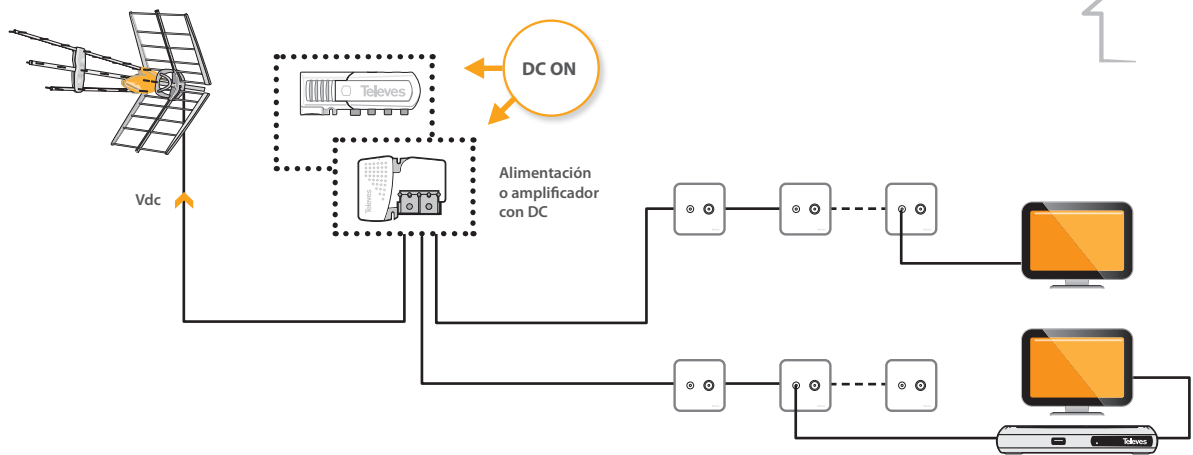 DC ON
Televes
Televes
Alimentación
o amplificador
con DC
Vdc
Televes